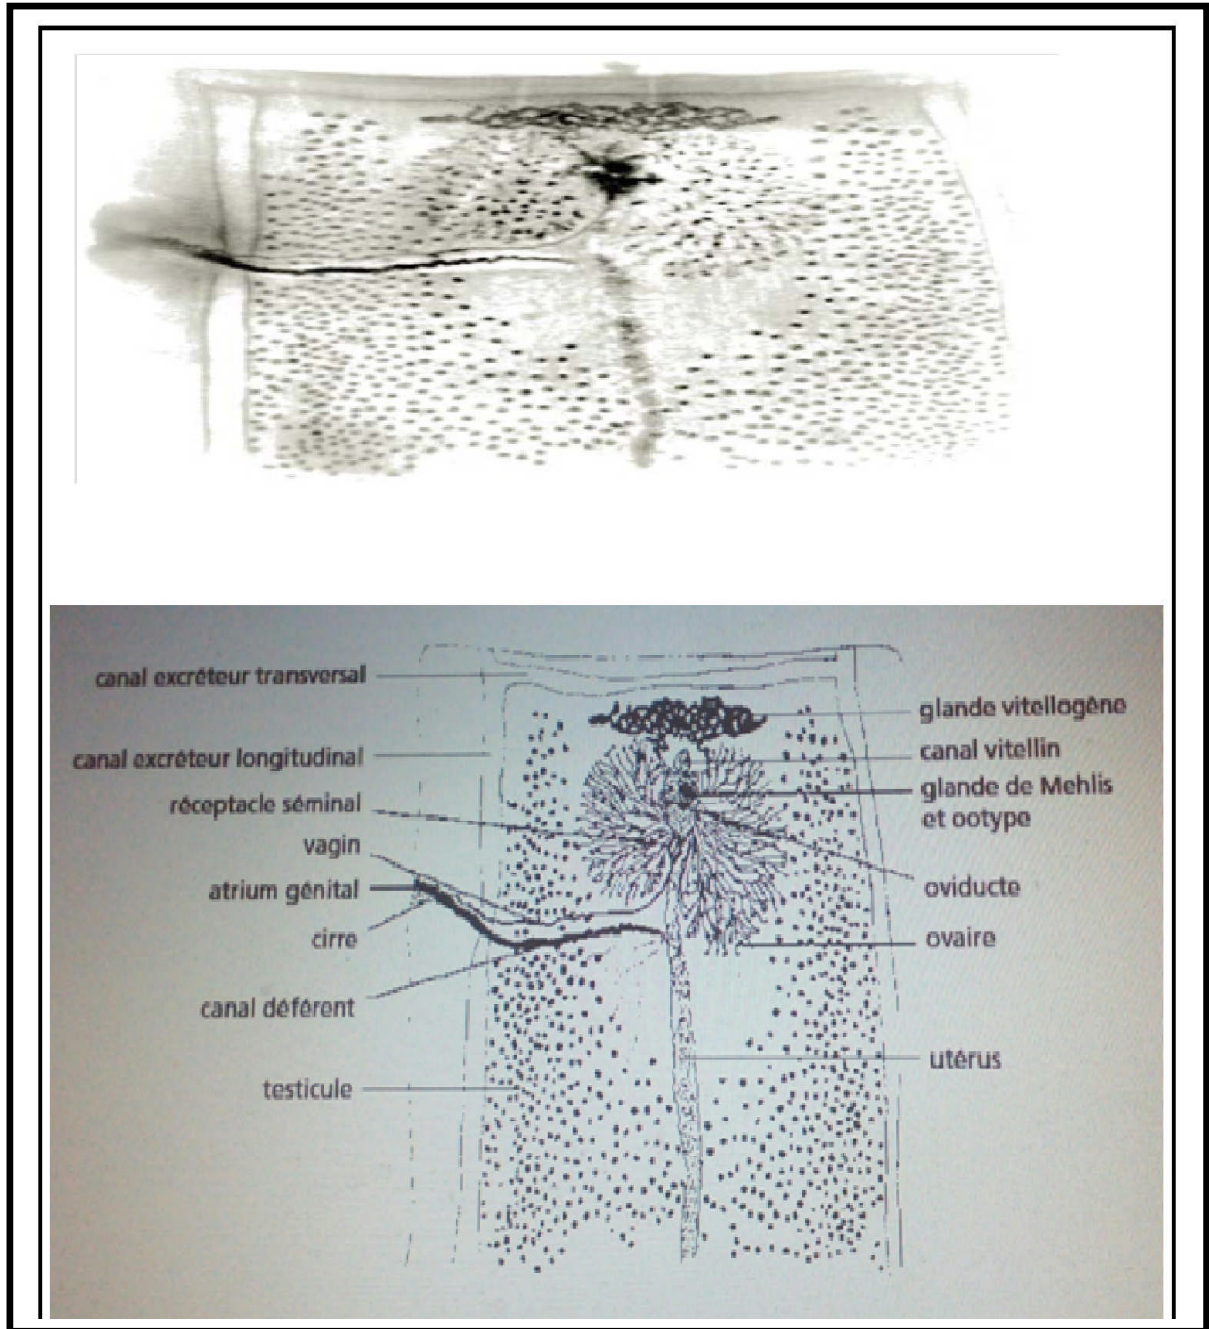 canal excréteur transversal
canal excréteur longitudinal
réceptacle séminal
vagin
atrium génital
cirre
canal déférent
testicule
glande vitellogène
canal vitellin
glande de Mehlis
et ootype
oviducte
ovaire
utérus